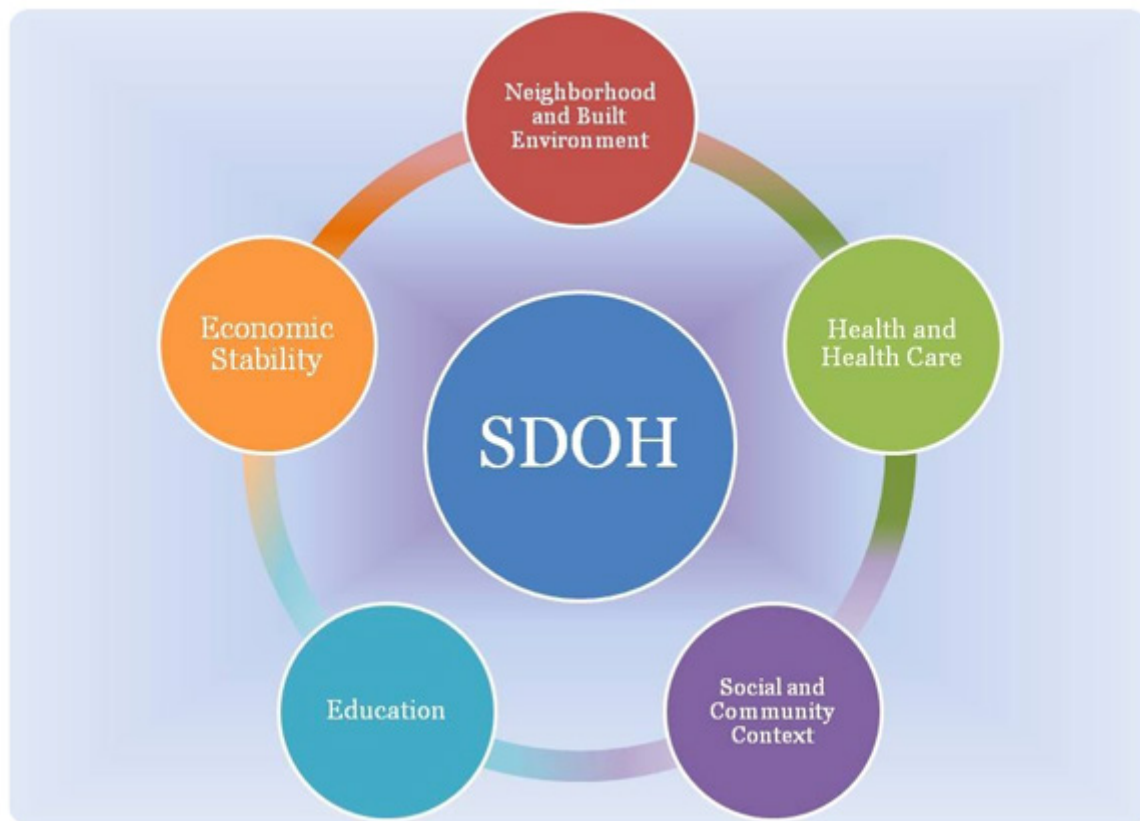 Neighborhood
and Built
Environment
Health and
Health Care
Social and
Community
Context
Education
Economic
Stability
SDOH